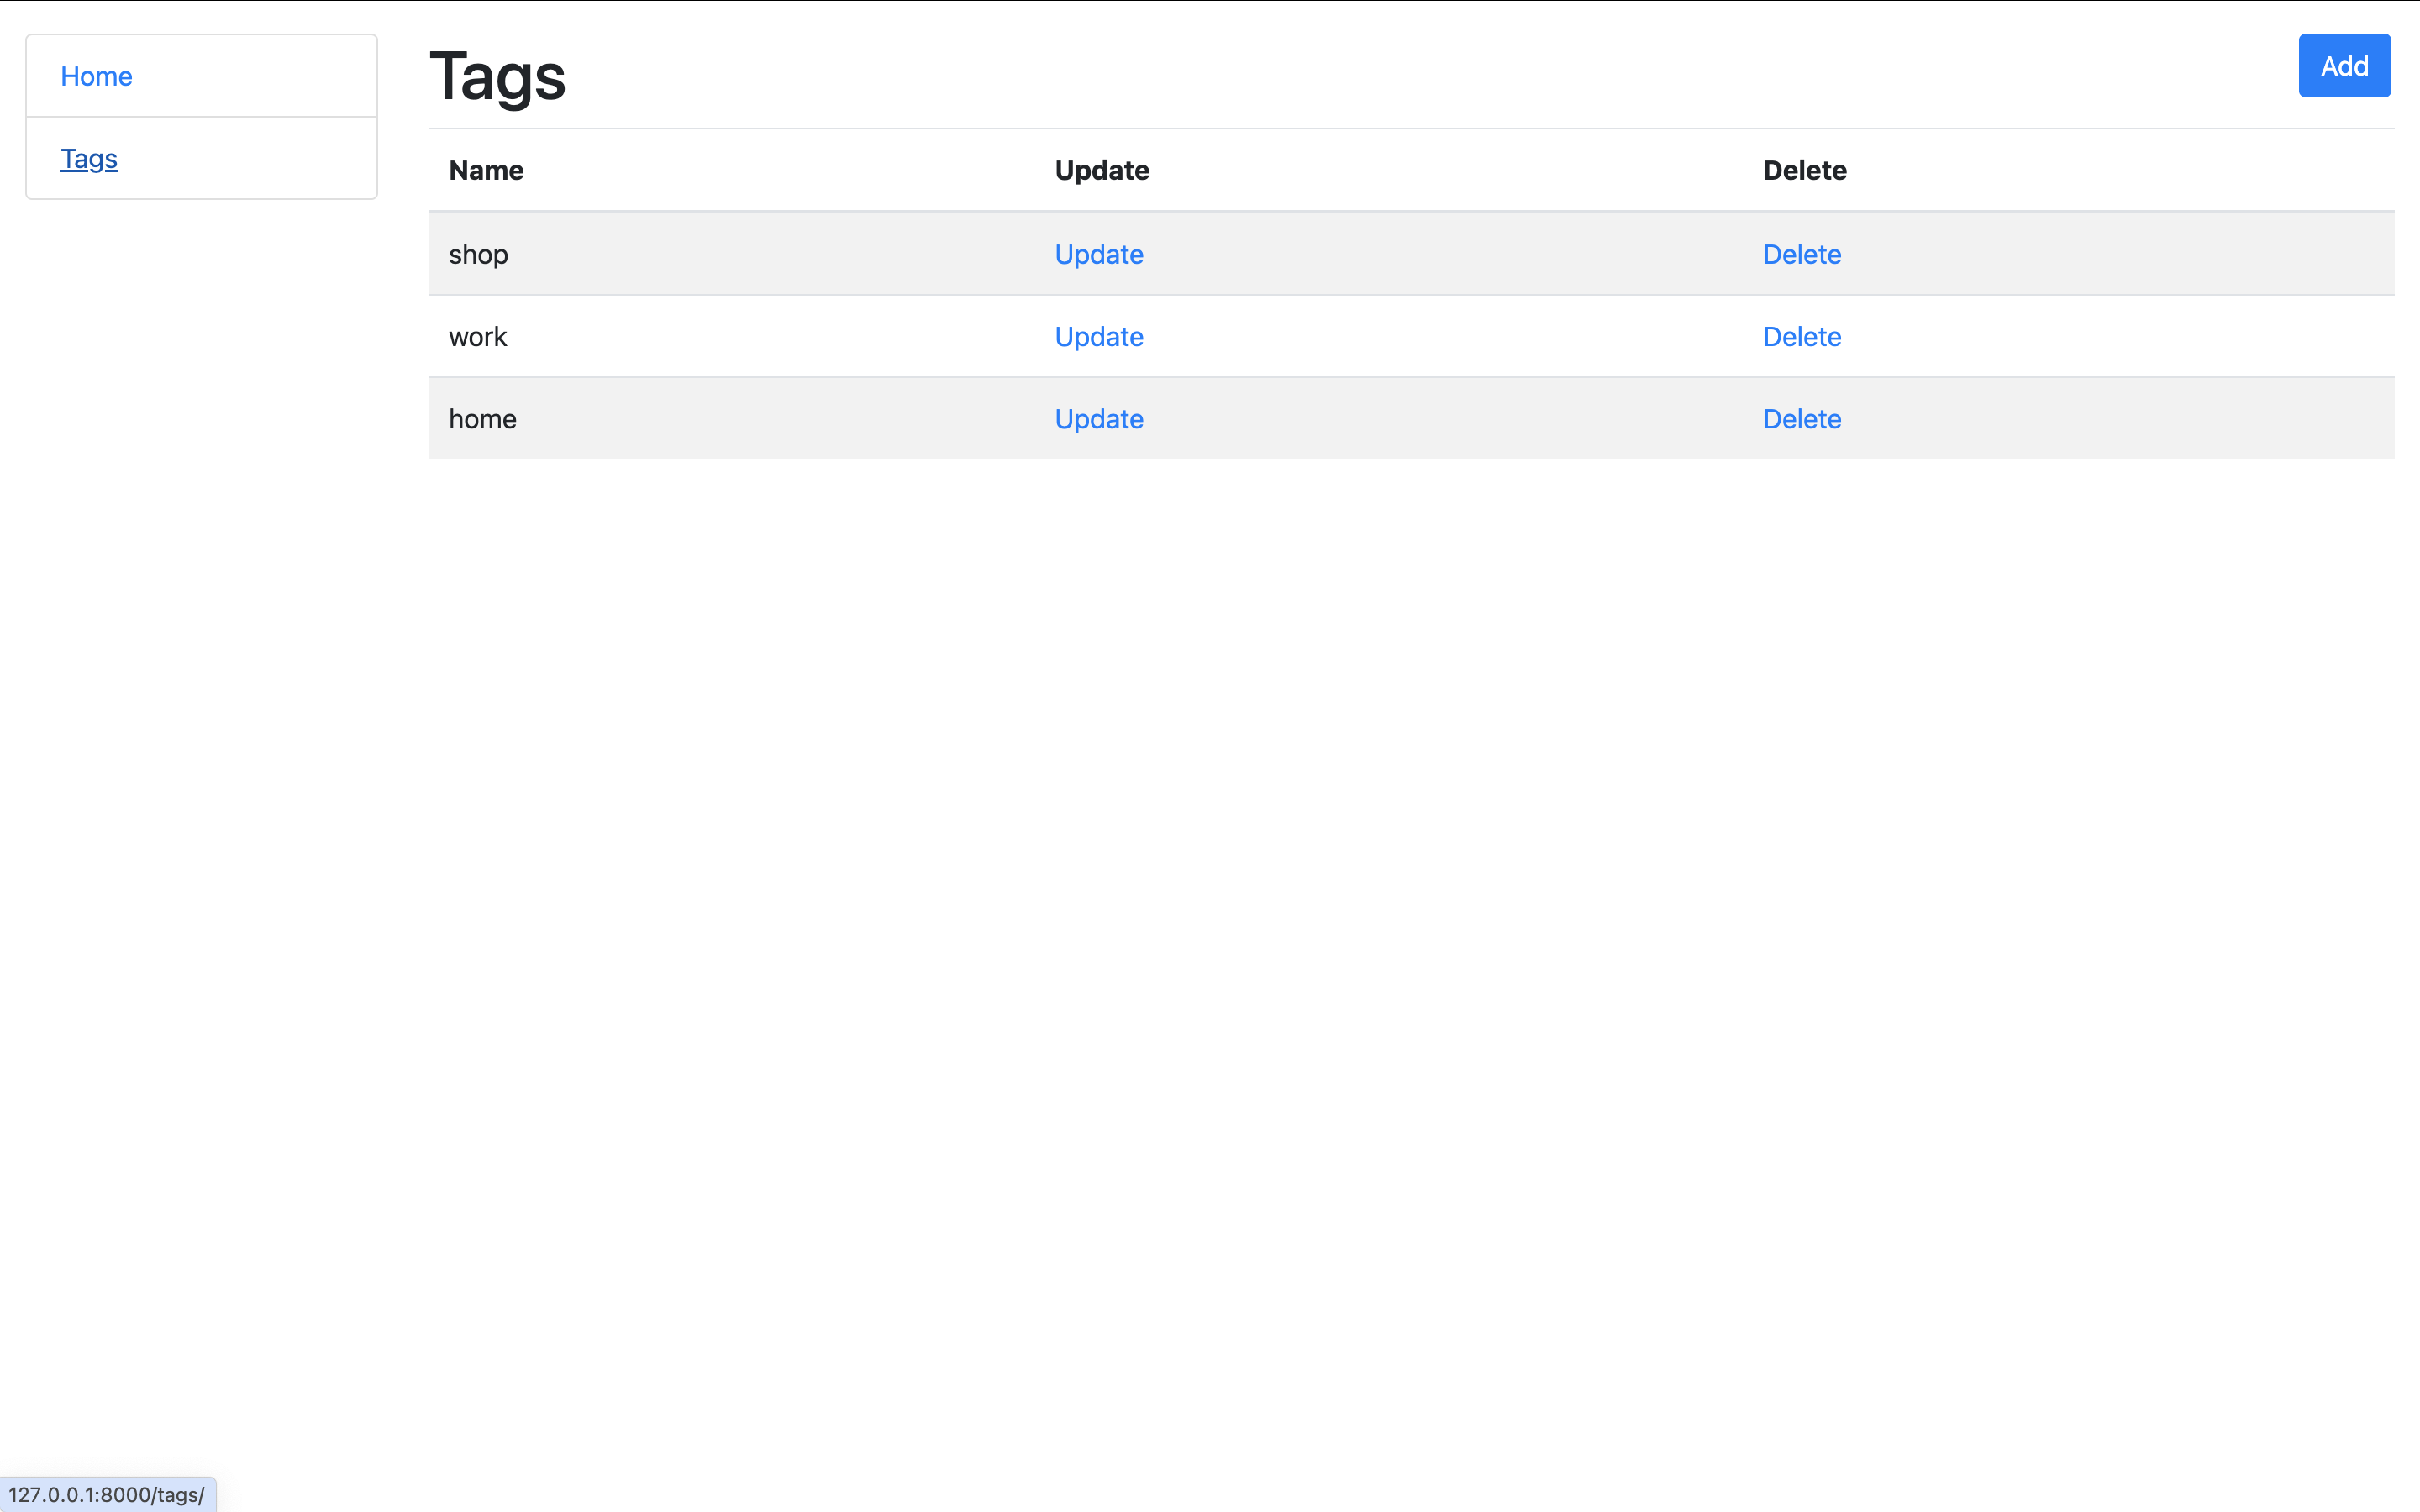 Home
Tags
Tags
Add
Name Update Delete
shop Update Delete
work Update Delete
home Update Delete
127.0.0.1:8000/tags/